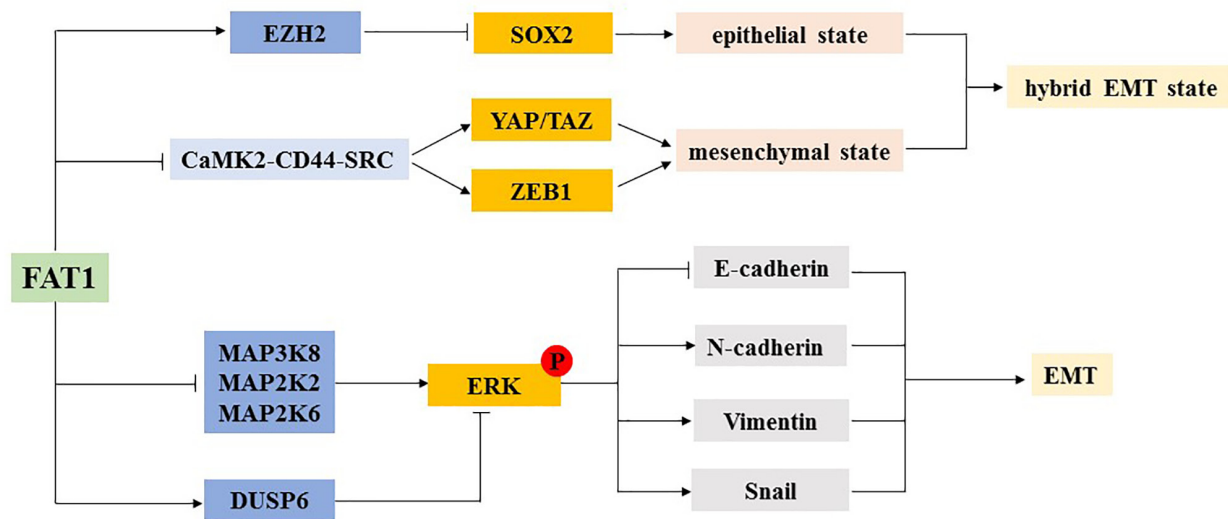 EZH2
SOX2
epithelial state
hybrid EMT state
YAP/TAZ
CaMK2-CD44-SRC
mesenchymal state
ZEB1
FAT1
E-cadherin
MAP3K8
MAP2K2
MAP2K6
P
ERK
N-cadherin
EMT
Vimentin
DUSP6
Snail